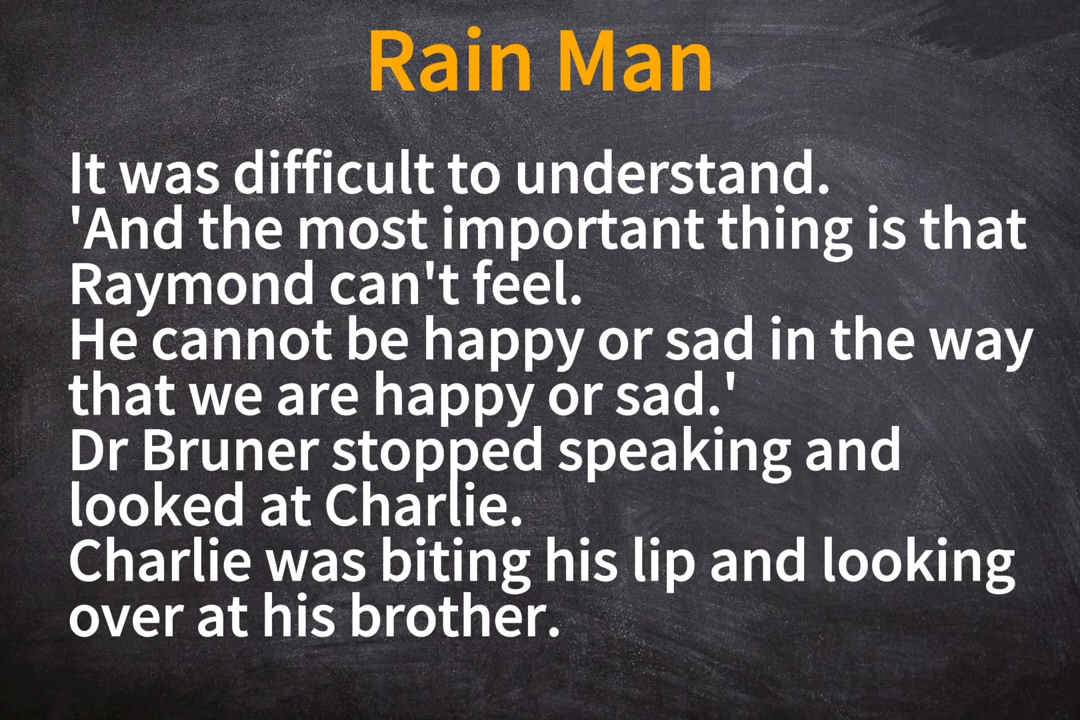 Rain Man
It was difficult to understand.
'And the most important thing is that
Raymond can't feel.
He cannot be happy or sad in the way
that we are happy or sad.'
Dr Bruner stopped speaking and
looked at Charlie.
Charlie was biting his lip and looking
over at his brother.